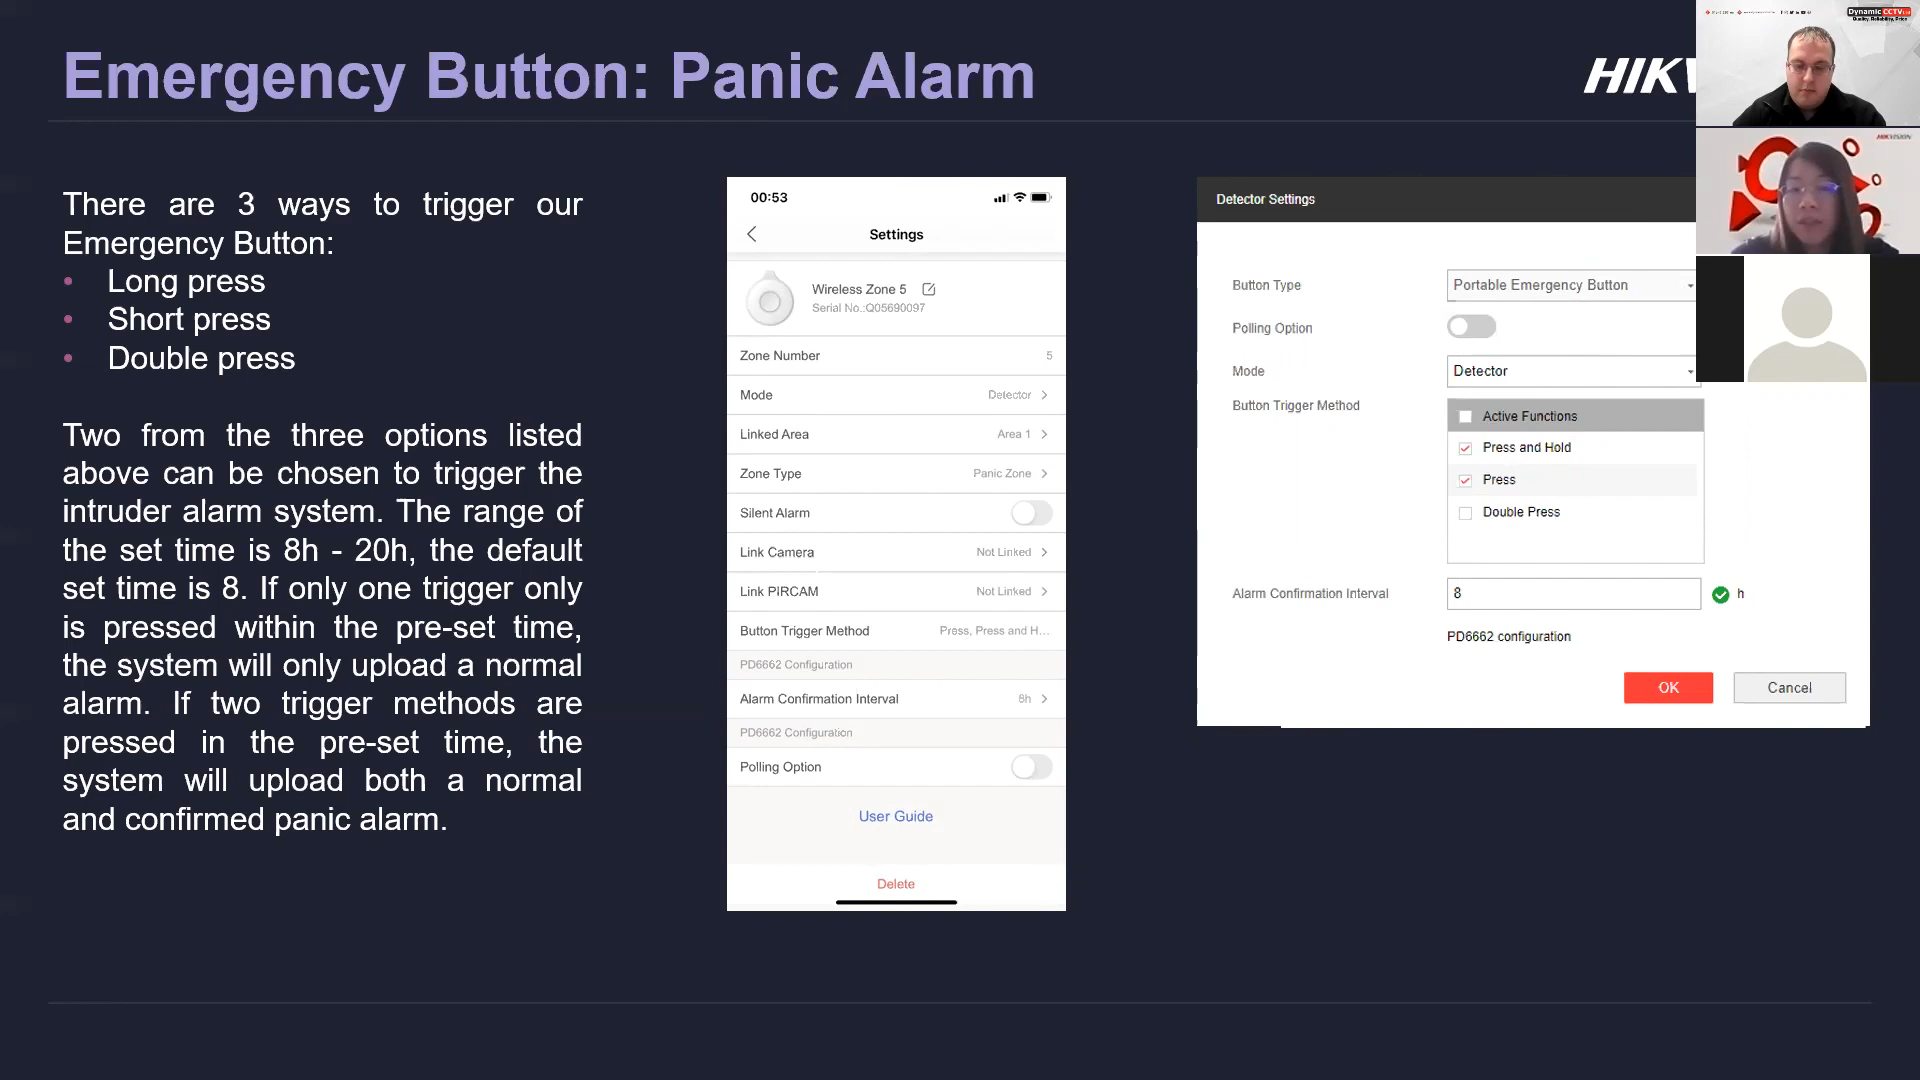 Emergency Button: Panic Alarm
HIKV
Dynamic CCTV
Quality, Reliability, Price
HIKVISION
There are 3 ways to trigger our
Emergency Button:
• Long press
• Short press
• Double press
Two from the three options listed
above can be chosen to trigger the
intruder alarm system. The range of
the set time is 8h - 20h, the default
set time is 8. If only one trigger only
is pressed within the pre-set time,
the system will only upload a normal
alarm. If two trigger methods are
pressed in the pre-set time, the
system will upload both a normal
and confirmed panic alarm.
00:53
Settings
Wireless Zone 5
Serial No.:Q05690097
Zone Number 5
Mode Detector
Linked Area Area 1
Zone Type Panic Zone
Silent Alarm
Link Camera Not Linked
Link PIRCAM Not Linked
Button Trigger Method Press, Press and H...
PD6662 Configuration
Alarm Confirmation Interval 8h
PD6662 Configuration
Polling Option
User Guide
Delete
Detector Settings
Button Type Portable Emergency Button
Polling Option
Mode Detector
Button Trigger Method Active Functions
Press and Hold
Press
Double Press
Alarm Confirmation Interval 8 h
PD6662 configuration
OK Cancel